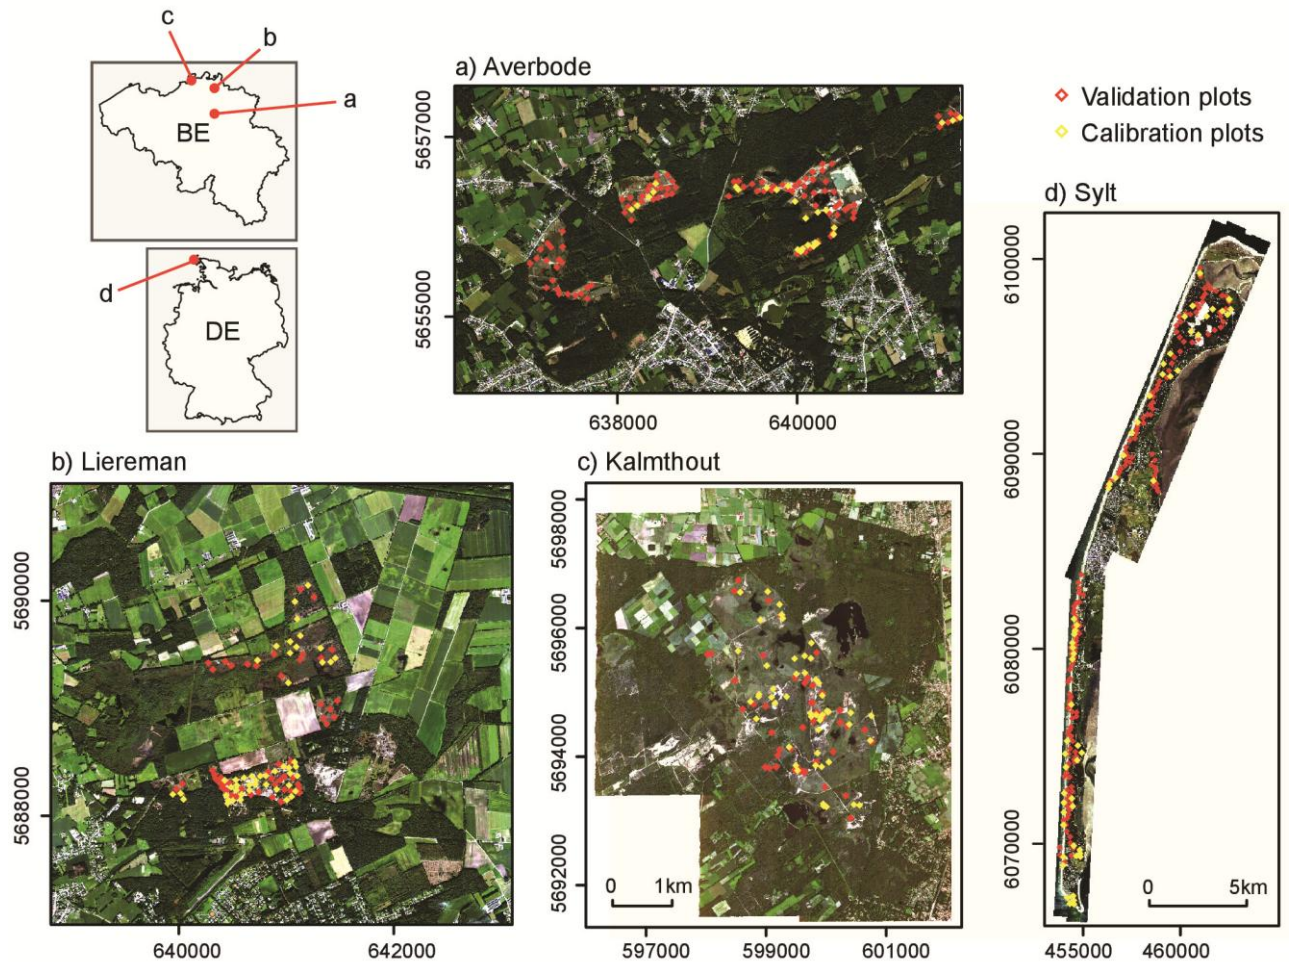 c
b
a
BE
d
DE
a) Averbode
5657000
5655000
638000
640000
Validation plots
Calibration plots
d) Sylt
6100000
6090000
6080000
6070000
0
5km
455000
460000
b) Liereman
5690000
5688000
640000
642000
c) Kalmthout
5698000
5696000
5694000
5692000
0
1km
597000
599000
601000